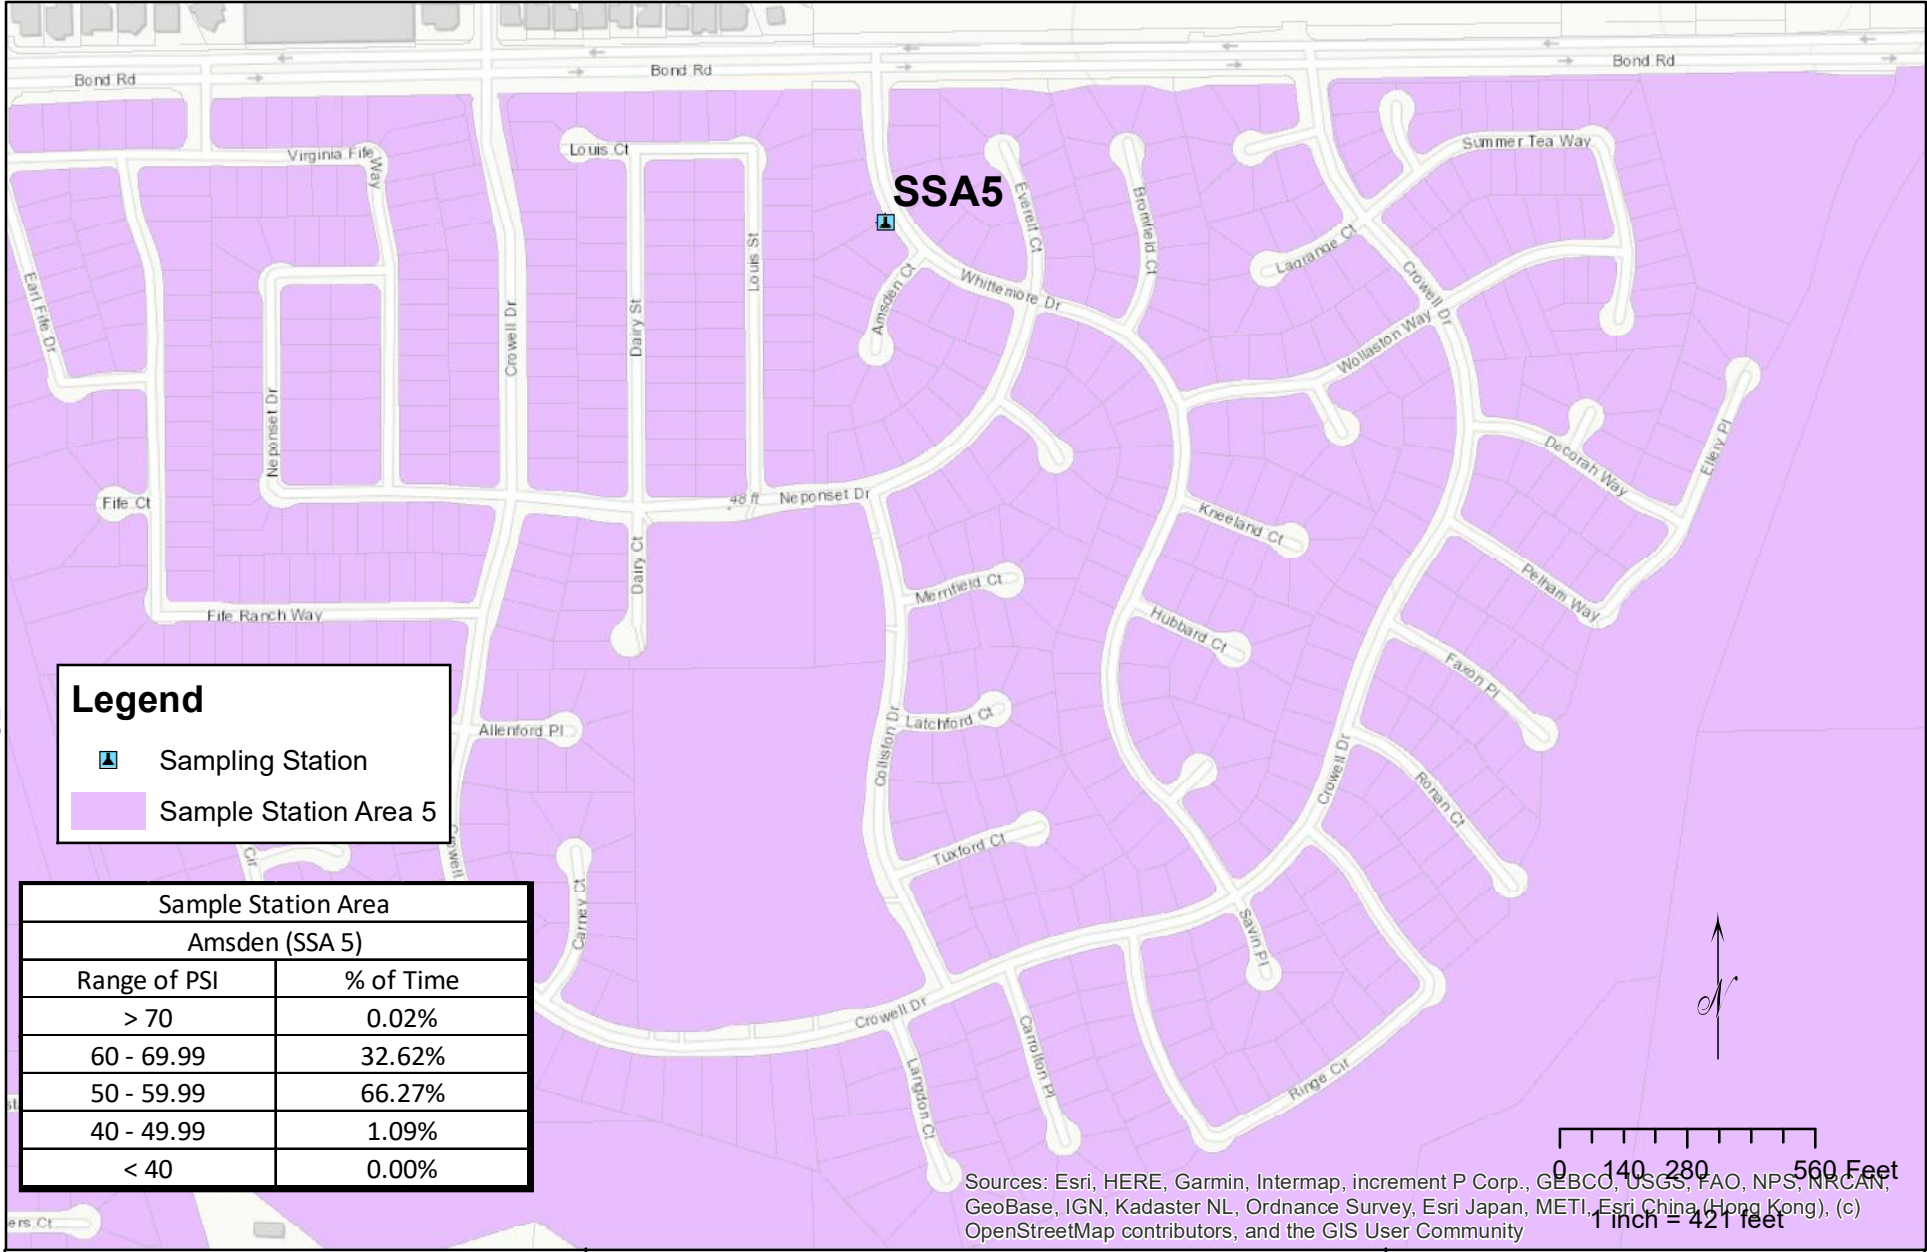 Bond Rd
Bond Rd
Bond Rd
Virginia Fife Way
Louis Ct
Summer Tea Way
SSA5
Everett Ct
Bromfield Ct
Earl Fife Dr
Neponset Dr
Crowell Dr
Dairy St
Louis St
Amsden Ct
Whittemore Dr
Lagrange Ct
Crowell Dr
Wollaston Way
Decorah Way
Ellery Pl
Fife Ct
48 ft
Neponset Dr
Kneeland Ct
Dairy Ct
Merrifield Ct
Hubbard Ct
Pelham Way
Fife Ranch Way
Faxon Pl
Legend
Sampling Station
Sample Station Area 5
Allenford Pl
Colliston Dr
Latchford Ct
Crowell Dr
Ronan Ct
Cir
Tuxford Ct
Carney Ct
Savin Pl
Sample Station Area
Amsden (SSA 5)
Range of PSI % of Time
> 70 0.02%
60 - 69.99 32.62%
50 - 59.99 66.27%
40 - 49.99 1.09%
< 40 0.00%
Crowell Dr
Langdon Ct
Carrolton Pl
Ringe Cir
N
0 140 280 560 Feet
1 inch = 421 feet
Sources: Esri, HERE, Garmin, Intermap, increment P Corp., GEBCO, USGS, FAO, NPS, NRCAN,
GeoBase, IGN, Kadaster NL, Ordnance Survey, Esri Japan, METI, Esri China (Hong Kong), (c)
OpenStreetMap contributors, and the GIS User Community
ers Ct